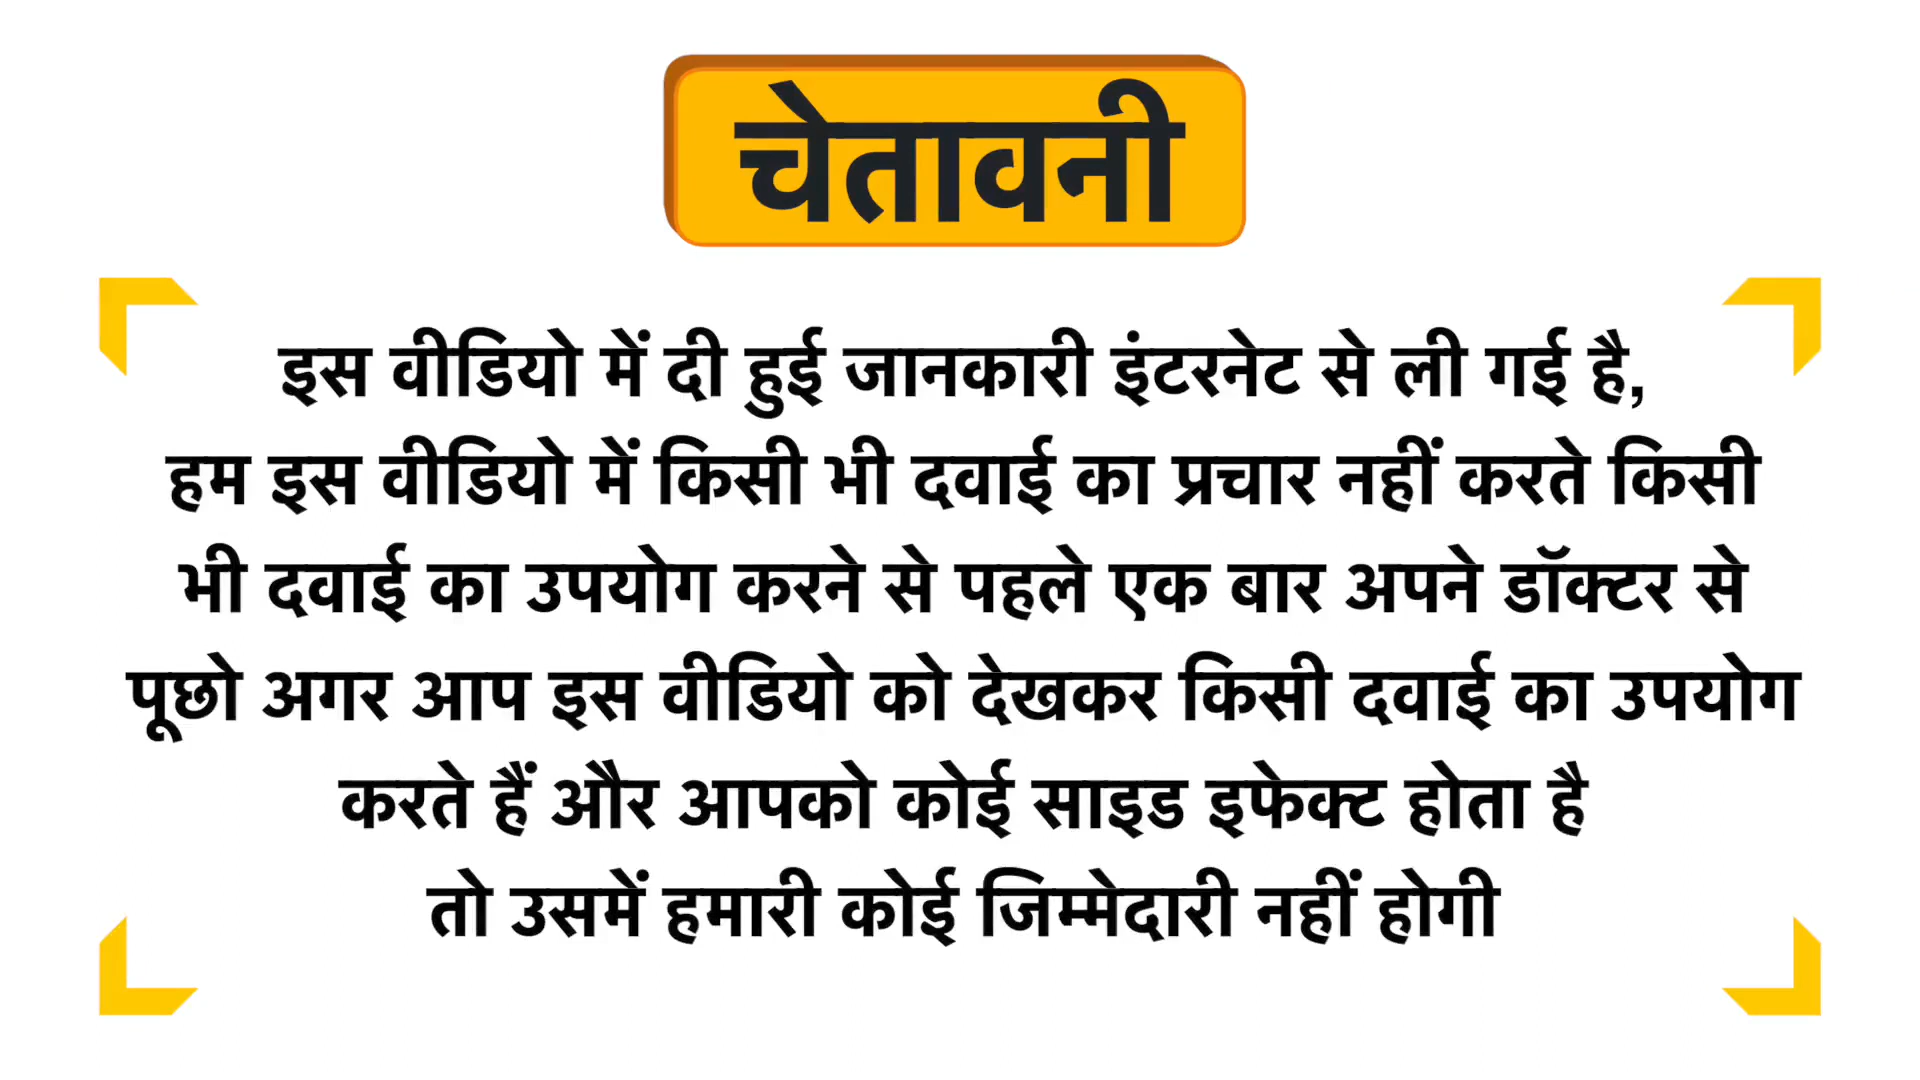 चेतावनी
इस वीडियो में दी हुई जानकारी इंटरनेट से ली गई है,
हम इस वीडियो में किसी भी दवाई का प्रचार नहीं करते किसी
भी दवाई का उपयोग करने से पहले एक बार अपने डॉक्टर से
पूछो अगर आप इस वीडियो को देखकर किसी दवाई का उपयोग
करते हैं और आपको कोई साइड इफेक्ट होता है
तो उसमें हमारी कोई जिम्मेदारी नहीं होगी